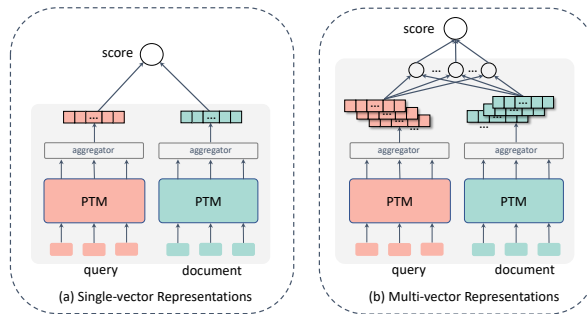 score
...
...
aggregator
aggregator
PTM
PTM
query
document
(a) Single-vector Representations
score
...
...
...
...
...
...
aggregator
aggregator
PTM
PTM
query
document
(b) Multi-vector Representations